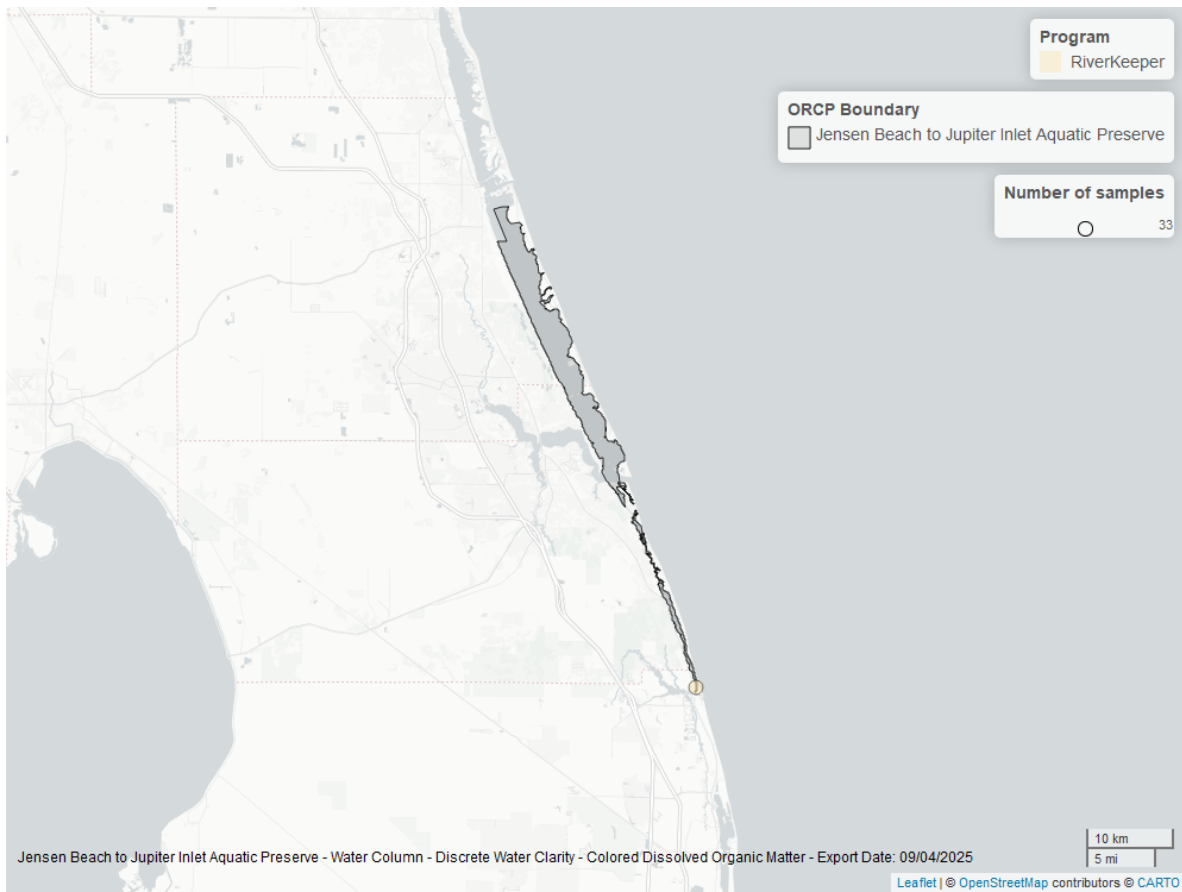 Program
RiverKeeper
ORCP Boundary
Jensen Beach to Jupiter Inlet Aquatic Preserve
Number of samples
33
10 km
5 mi
Jensen Beach to Jupiter Inlet Aquatic Preserve - Water Column - Discrete Water Clarity - Colored Dissolved Organic Matter - Export Date: 09/04/2025
Leaflet | © OpenStreetMap contributors © CARTO